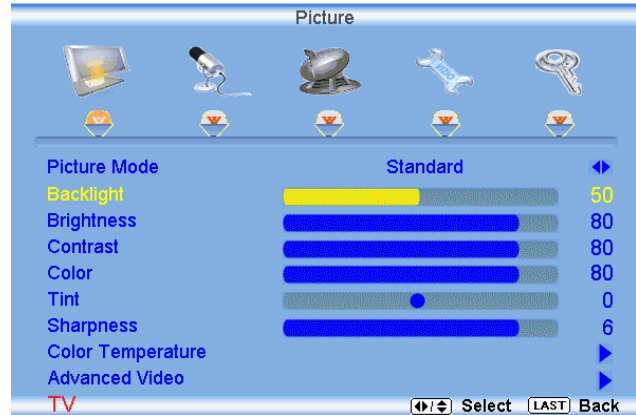 Picture
Picture Mode Standard
Backlight 50
Brightness 80
Contrast 80
Color 80
Tint 0
Sharpness 6
Color Temperature
Advanced Video
TV Select LAST Back